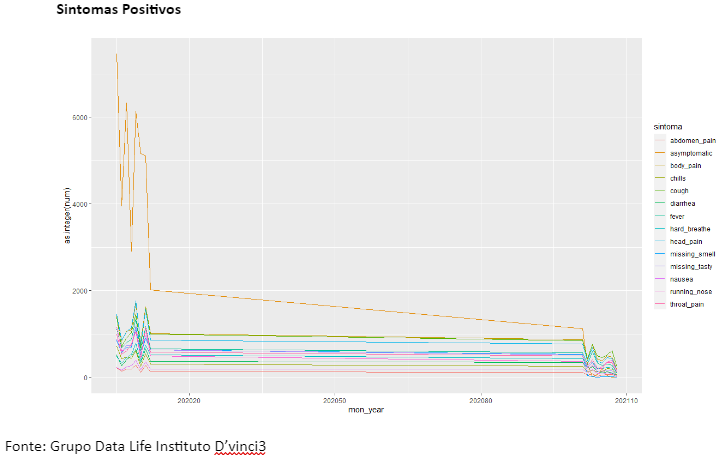 Sintomas Positivos
as.integer(num)
6000
4000
2000
0
202020
202050
202080
202110
mon_year
sintoma
abdomen_pain
asymptomatic
body_pain
chills
cough
diarrhea
fever
hard_breathe
head_pain
missing_smell
missing_tasty
nausea
running_nose
throat_pain
Fonte: Grupo Data Life Instituto D'vinci3